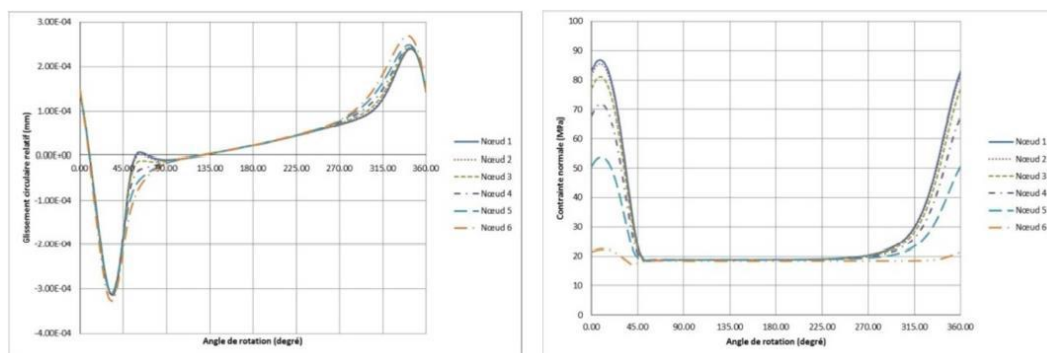 3.00E-04
2.00E-04
1.00E-04
0.00E+00
-1.00E-04
-2.00E-04
-3.00E-04
-4.00E-04
0.00 45.00 90.00 135.00 180.00 225.00 270.00 315.00 360.00
Glissement circulaire relatif (mm)
Angle de rotation (degré)
Nœud 1
Nœud 2
Nœud 3
Nœud 4
Nœud 5
Nœud 6
100
90
80
70
60
50
40
30
20
10
0
0.00 45.00 90.00 135.00 180.00 225.00 270.00 315.00 360.00
Contrainte normale (MPa)
Angle de rotation (degré)
Nœud 1
Nœud 2
Nœud 3
Nœud 4
Nœud 5
Nœud 6